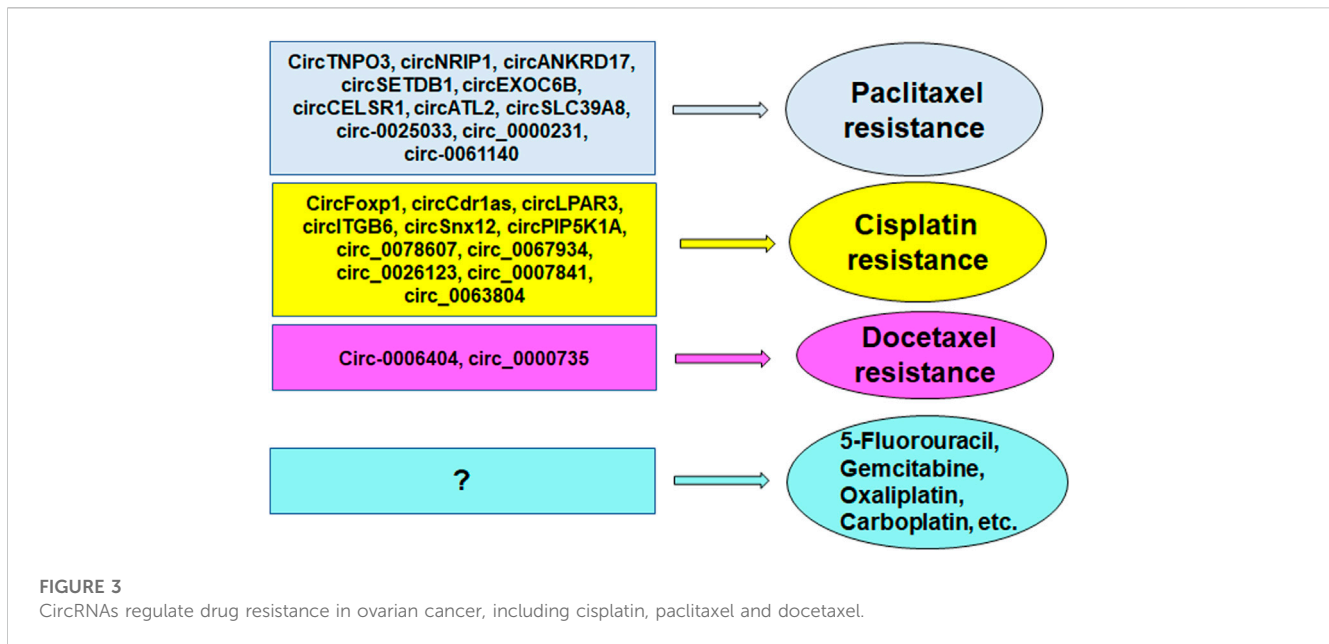 CircTNPO3, circNRIP1, circANKRD17,
circSETDB1, circEXOC6B,
circCELSR1, circATL2, circSLC39A8,
circ-0025033, circ_0000231,
circ-0061140
Paclitaxel
resistance
CircFoxp1, circCdr1as, circLPAR3,
circITGB6, circSnx12, circPIP5K1A,
circ_0078607, circ_0067934,
circ_0026123, circ_0007841,
circ_0063804
Cisplatin
resistance
Circ-0006404, circ_0000735
Docetaxel
resistance
?
5-Fluorouracil,
Gemcitabine,
Oxaliplatin,
Carboplatin, etc.
FIGURE 3
CircRNAs regulate drug resistance in ovarian cancer, including cisplatin, paclitaxel and docetaxel.